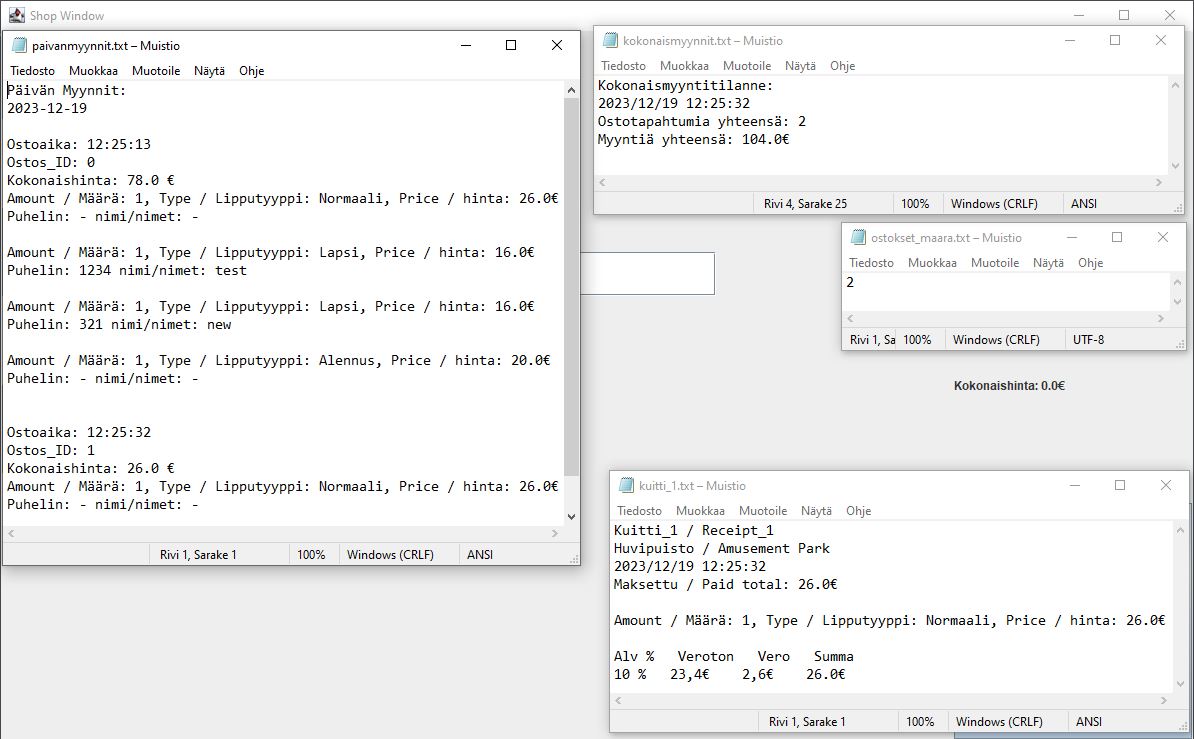 Shop Window
paivanmyynnit.txt – Muistio
Tiedosto Muokkaa Muotoile Näytä Ohje
Päivän Myynnit:
2023-12-19
Ostoaika: 12:25:13
Ostos_ID: 0
Kokonaishinta: 78.0 €
Amount / Määrä: 1, Type / Lipputyyppi: Normaali, Price / hinta: 26.0€
Puhelin: - nimi/nimet: -
Amount / Määrä: 1, Type / Lipputyyppi: Lapsi, Price / hinta: 16.0€
Puhelin: 1234 nimi/nimet: test
Amount / Määrä: 1, Type / Lipputyyppi: Lapsi, Price / hinta: 16.0€
Puhelin: 321 nimi/nimet: new
Amount / Määrä: 1, Type / Lipputyyppi: Alennus, Price / hinta: 20.0€
Puhelin: - nimi/nimet: -
Ostoaika: 12:25:32
Ostos_ID: 1
Kokonaishinta: 26.0 €
Amount / Määrä: 1, Type / Lipputyyppi: Normaali, Price / hinta: 26.0€
Puhelin: - nimi/nimet: -
Rivi 1, Sarake 1 100% Windows (CRLF) ANSI
kokonaismyynnit.txt – Muistio
Tiedosto Muokkaa Muotoile Näytä Ohje
Kokonaismyyntitilanne:
2023/12/19 12:25:32
Ostotapahtumia yhteensä: 2
Myyntiä yhteensä: 104.0€
Rivi 4, Sarake 25 100% Windows (CRLF) ANSI
ostokset_maara.txt – Muistio
Tiedosto Muokkaa Muotoile Näytä Ohje
2
Rivi 1, Sa 100% Windows (CRLF) UTF-8
Kokonaishinta: 0.0€
kuitti_1.txt – Muistio
Tiedosto Muokkaa Muotoile Näytä Ohje
Kuitti_1 / Receipt_1
Huvipuisto / Amusement Park
2023/12/19 12:25:32
Maksettu / Paid total: 26.0€
Amount / Määrä: 1, Type / Lipputyyppi: Normaali, Price / hinta: 26.0€
Alv % Veroton Vero Summa
10 % 23,4€ 2,6€ 26.0€
Rivi 1, Sarake 1 100% Windows (CRLF) ANSI